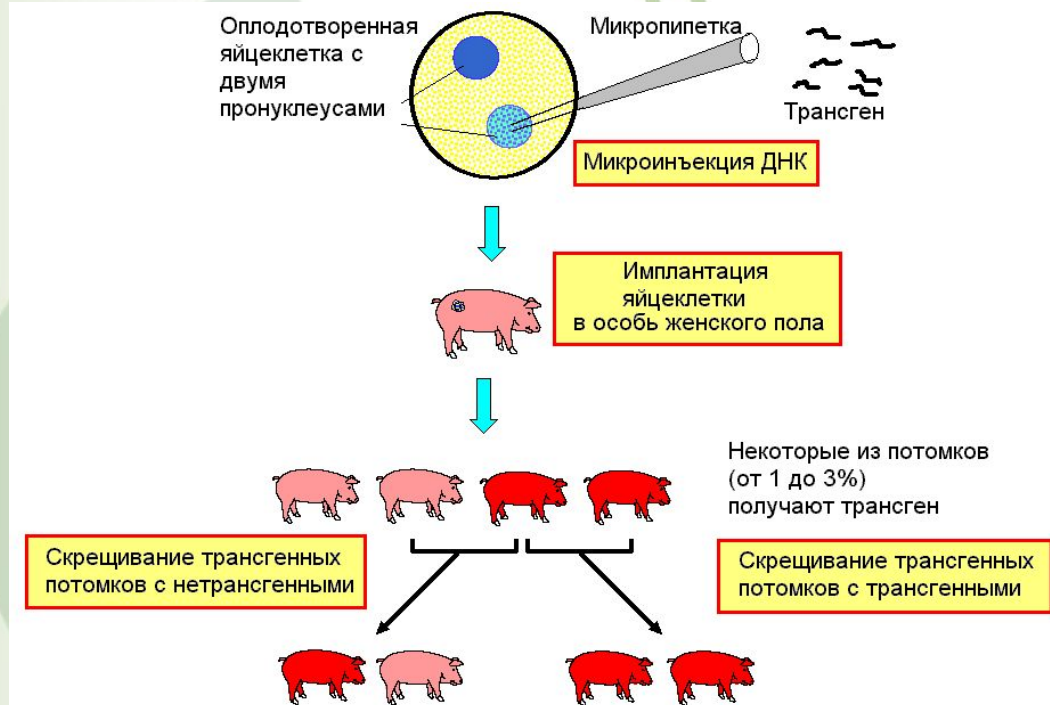 Оплодотворенная
яйцеклетка с
двумя
пронуклеусами
Микропипетка
Трансген
Микроинъекция ДНК
Имплантация
яйцеклетки
в особь женского пола
Некоторые из потомков
(от 1 до 3%)
получают трансген
Скрещивание трансгенных
потомков с нетрансгенными
Скрещивание трансгенных
потомков с трансгенными